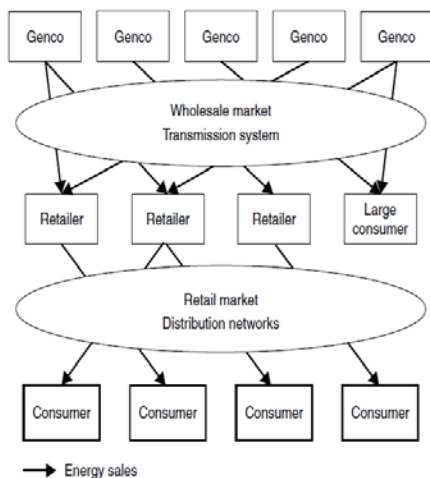 Genco Genco Genco Genco Genco
Wholesale market
Transmission system
Retailer Retailer Retailer Large
consumer
Retail market
Distribution networks
Consumer Consumer Consumer Consumer
Energy sales